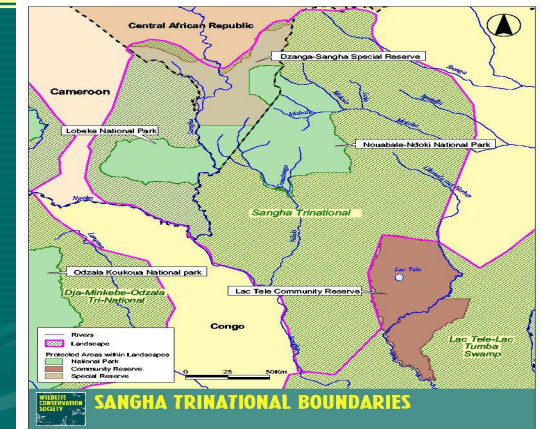 Central African Republic
Dzanga-Sangha Special Reserve
Cameroon
Lobeke National Park
Nouabale-Ndoki National Park
Sangha Trinational
Odzala Koukoua National park
Lac Tele
Lac Tele Community Reserve
Dja-Minkebe-Odzala
Tri-National
Congo
Lac Tele-Lac
Tumba
Swamp
Rivers
Landscape
Protected Areas within Landscapes
National Park
Community Reserve
Special Reserve
0 25 50Km
WILDLIFE
CONSERVATION
SOCIETY
SANGHA TRINATIONAL BOUNDARIES